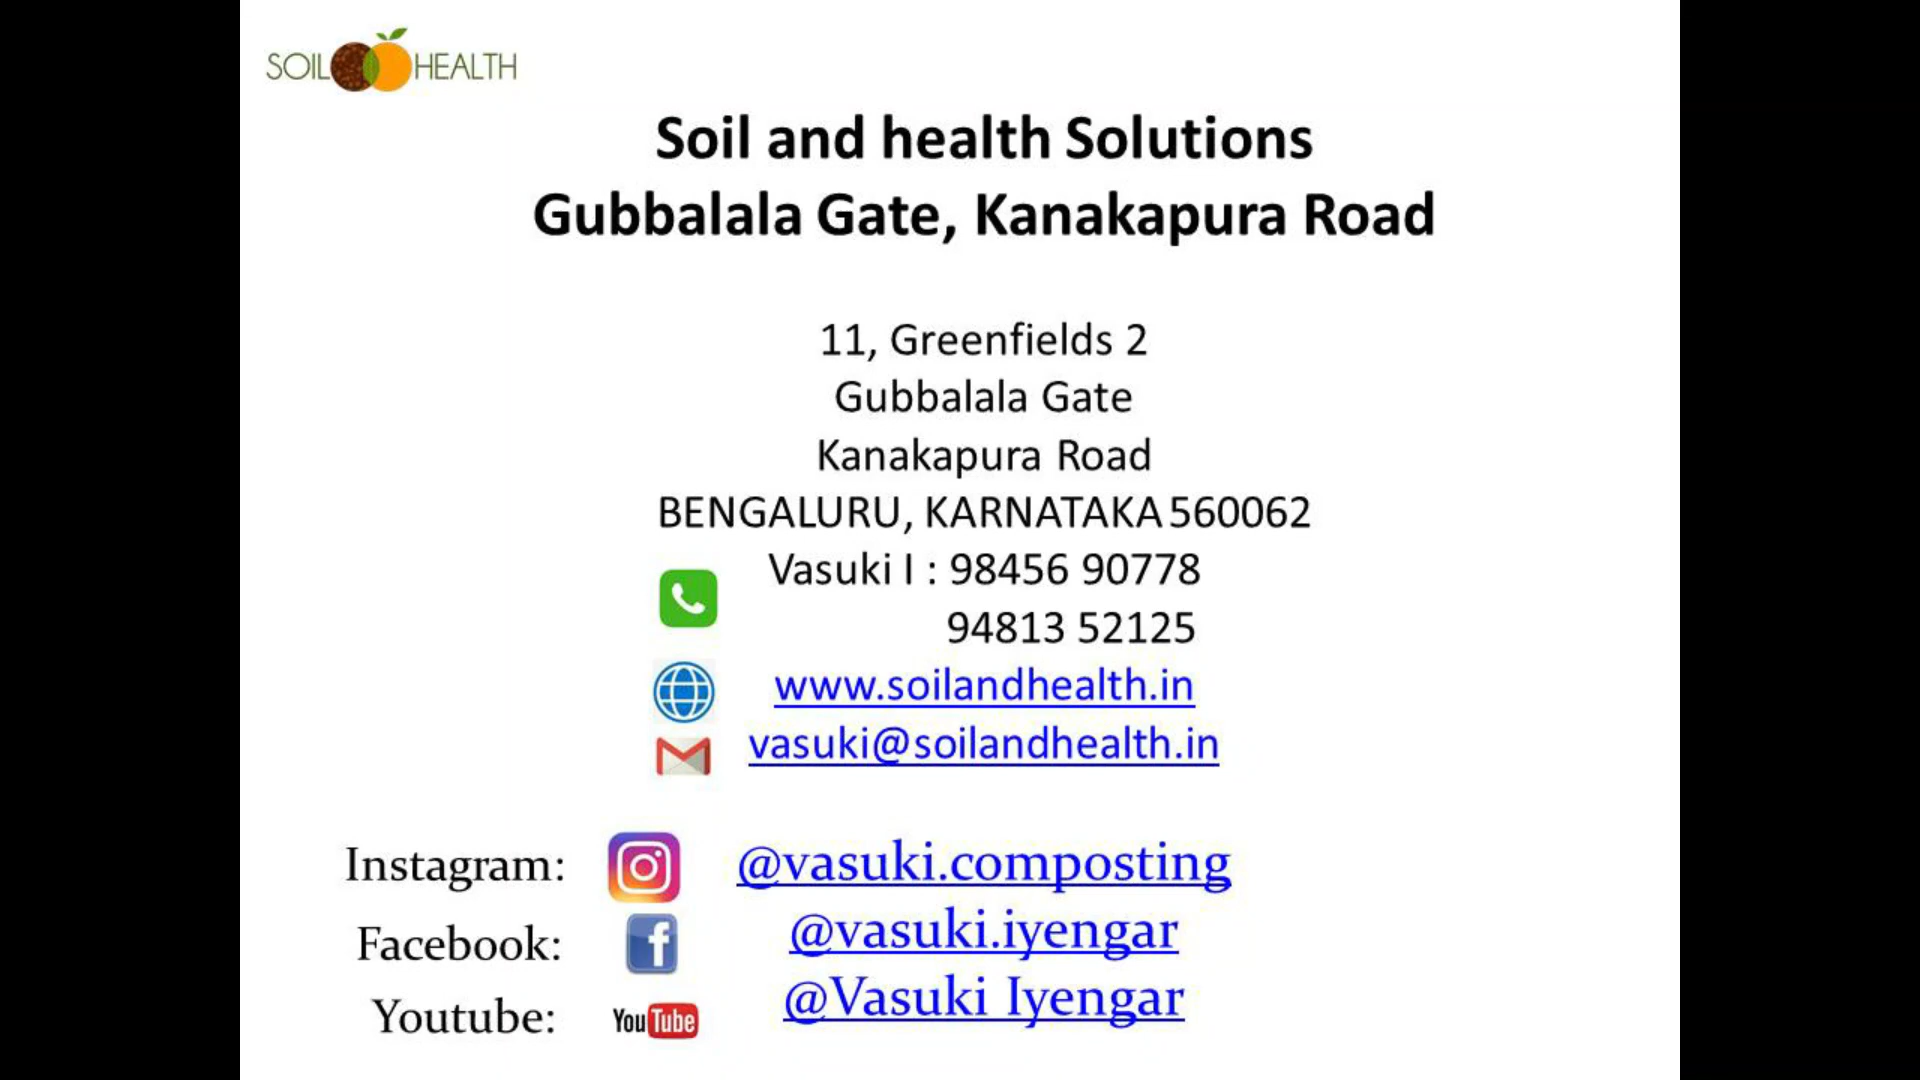 SOIL HEALTH
Soil and health Solutions
Gubbalala Gate, Kanakapura Road
11, Greenfields 2
Gubbalala Gate
Kanakapura Road
BENGALURU, KARNATAKA 560062
Vasuki I : 98456 90778
94813 52125
www.soilandhealth.in
vasuki@soilandhealth.in
Instagram: @vasuki.composting
Facebook: f @vasuki.iyengar
Youtube: YouTube @Vasuki Iyengar